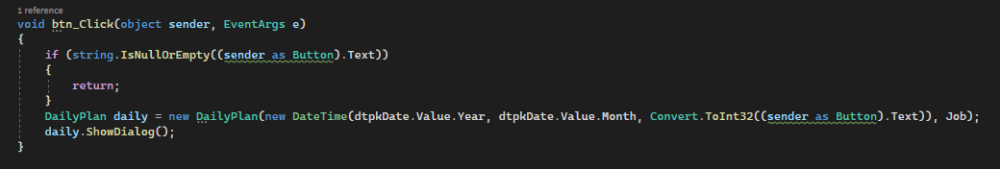 1 reference
void btn_Click(object sender, EventArgs e)
{
    if (string.IsNullOrEmpty((sender as Button).Text))
    {
        return;
    }
    DailyPlan daily = new DailyPlan(new DateTime(dtpkDate.Value.Year, dtpkDate.Value.Month, Convert.ToInt32((sender as Button).Text)), Job);
    daily.ShowDialog();
}